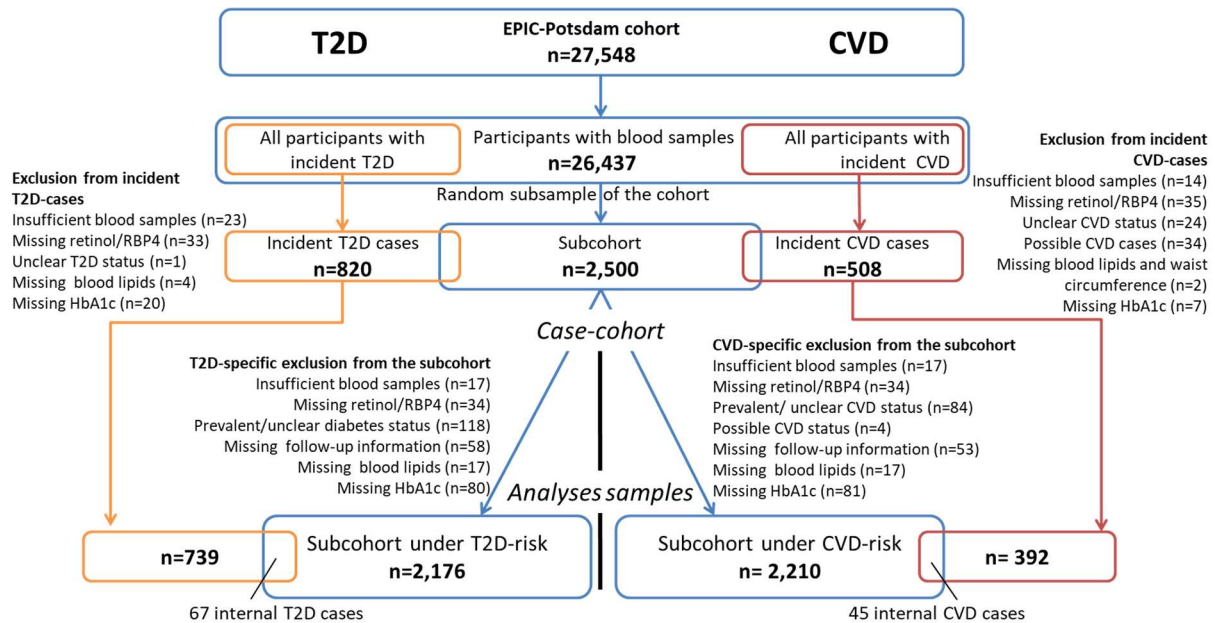 T2D
EPIC-Potsdam cohort
n=27,548
CVD
All participants with
incident T2D
Participants with blood samples
n=26,437
All participants with
incident CVD
Exclusion from incident
T2D-cases
Insufficient blood samples (n=23)
Missing retinol/RBP4 (n=33)
Unclear T2D status (n=1)
Missing blood lipids (n=4)
Missing HbA1c (n=20)
Exclusion from incident
CVD-cases
Insufficient blood samples (n=14)
Missing retinol/RBP4 (n=35)
Unclear CVD status (n=24)
Possible CVD cases (n=34)
Missing blood lipids and waist
circumference (n=2)
Missing HbA1c (n=7)
Random subsample of the cohort
Incident T2D cases
n=820
Subcohort
n=2,500
Incident CVD cases
n=508
Case-cohort
T2D-specific exclusion from the subcohort
Insufficient blood samples (n=17)
Missing retinol/RBP4 (n=34)
Prevalent/unclear diabetes status (n=118)
Missing follow-up information (n=58)
Missing blood lipids (n=17)
Missing HbA1c (n=80)
CVD-specific exclusion from the subcohort
Insufficient blood samples (n=17)
Missing retinol/RBP4 (n=34)
Prevalent/ unclear CVD status (n=84)
Possible CVD status (n=4)
Missing follow-up information (n=53)
Missing blood lipids (n=17)
Missing HbA1c (n=81)
Analyses samples
n=739
Subcohort under T2D-risk
n=2,176
Subcohort under CVD-risk
n= 2,210
n= 392
67 internal T2D cases
45 internal CVD cases